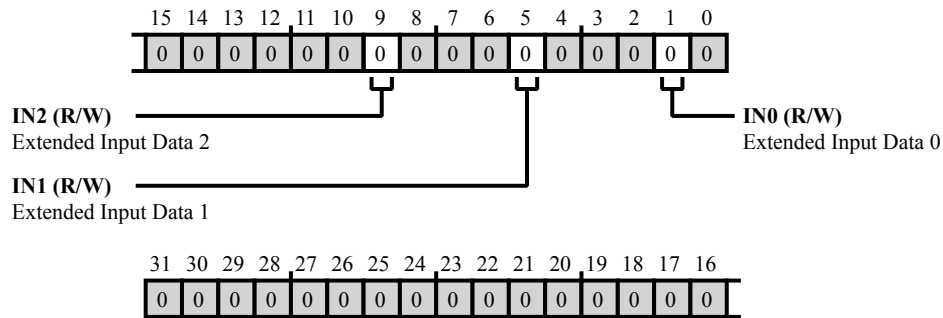 15 14 13 12 11 10 9 8 7 6 5 4 3 2 1 0
0 0 0 0 0 0 0 0 0 0 0 0 0 0 0 0
IN2 (R/W)
Extended Input Data 2
IN0 (R/W)
Extended Input Data 0
IN1 (R/W)
Extended Input Data 1
31 30 29 28 27 26 25 24 23 22 21 20 19 18 17 16
0 0 0 0 0 0 0 0 0 0 0 0 0 0 0 0